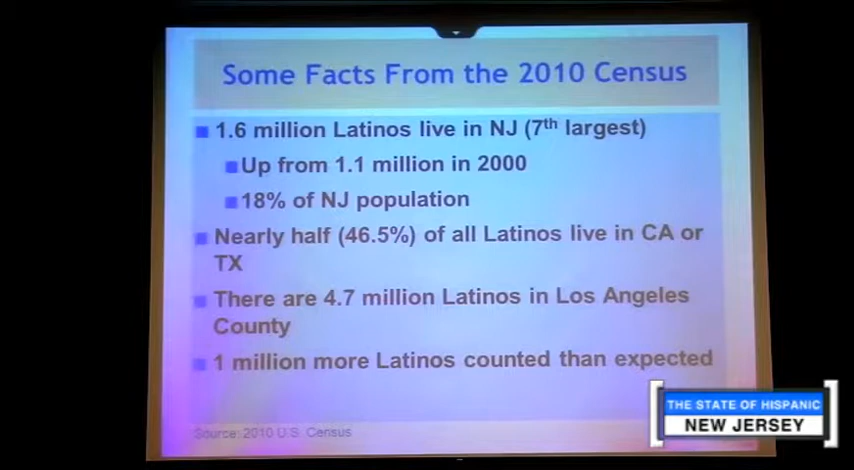 Some Facts From the 2010 Census
1.6 million Latinos live in NJ (7th largest)
Up from 1.1 million in 2000
18% of NJ population
Nearly half (46.5%) of all Latinos live in CA or
TX
There are 4.7 million Latinos in Los Angeles
County
1 million more Latinos counted than expected
Source: 2010 U.S. Census
THE STATE OF HISPANIC
NEW JERSEY